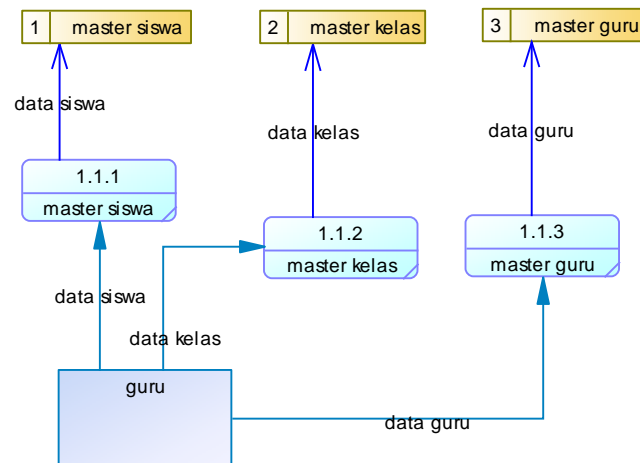 1 master siswa
2 master kelas
3 master guru
data siswa
data kelas
data guru
1.1.1
master siswa
1.1.2
master kelas
1.1.3
master guru
data siswa
data kelas
guru
data guru